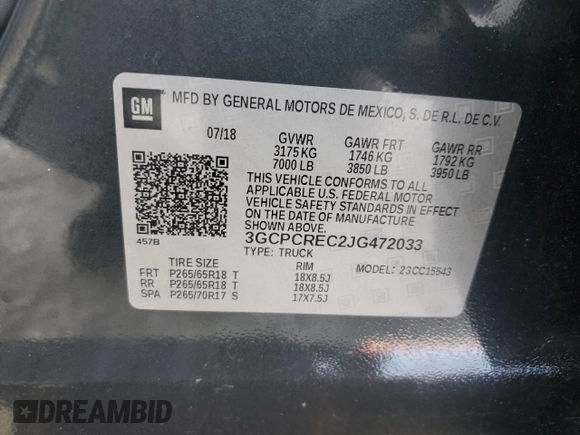 GM MFD BY GENERAL MOTORS DE MEXICO, S. DE R.L. DE C.V.
07/18 GVWR GAWR FRT GAWR RR
3175 KG 1746 KG 1792 KG
7000 LB 3850 LB 3950 LB
THIS VEHICLE CONFORMS TO ALL
APPLICABLE U.S. FEDERAL MOTOR
VEHICLE SAFETY STANDARDS IN EFFECT
ON THE DATE OF MANUFACTURE
SHOWN ABOVE.
457B 3GCPCREC2JG472033
TYPE: TRUCK
TIRE SIZE RIM MODEL: 23CC15543
FRT P265/65R18 T 18X8.5J
RR P265/65R18 T 18X8.5J
SPA P265/70R17 S 17X7.5J
DREAMBID